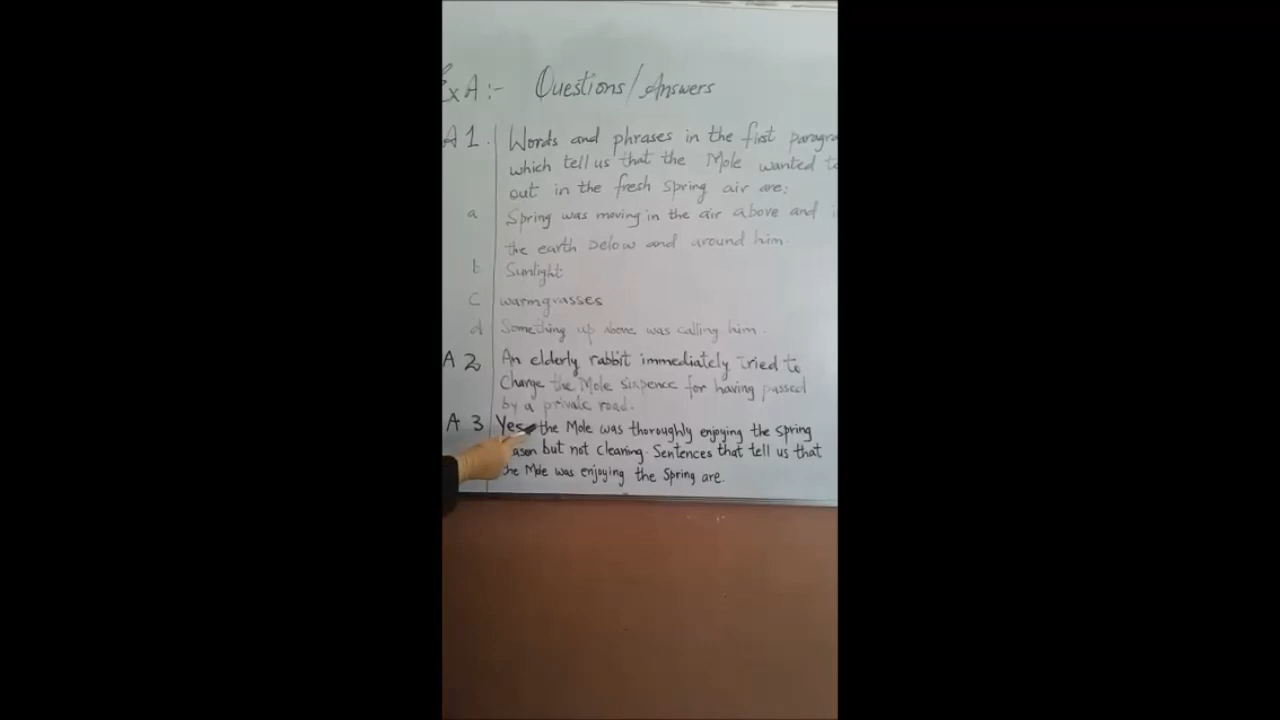 Ex A:- Questions/Answers
A 1. Words and phrases in the first paragra
which tell us that the Mole wanted to
out in the fresh spring air are:
a Spring was moving in the air above and i
the earth below and around him.
b Sunlight
c warmgrasses
d Something up above was calling him.
A 2 An elderly rabbit immediately tried to
Charge the Mole sixpence for having passed
by a private road.
A 3 Yes the Mole was thoroughly enjoying the Spring
eason but not cleaning. Sentences that tell us that
the Mole was enjoying the Spring are.